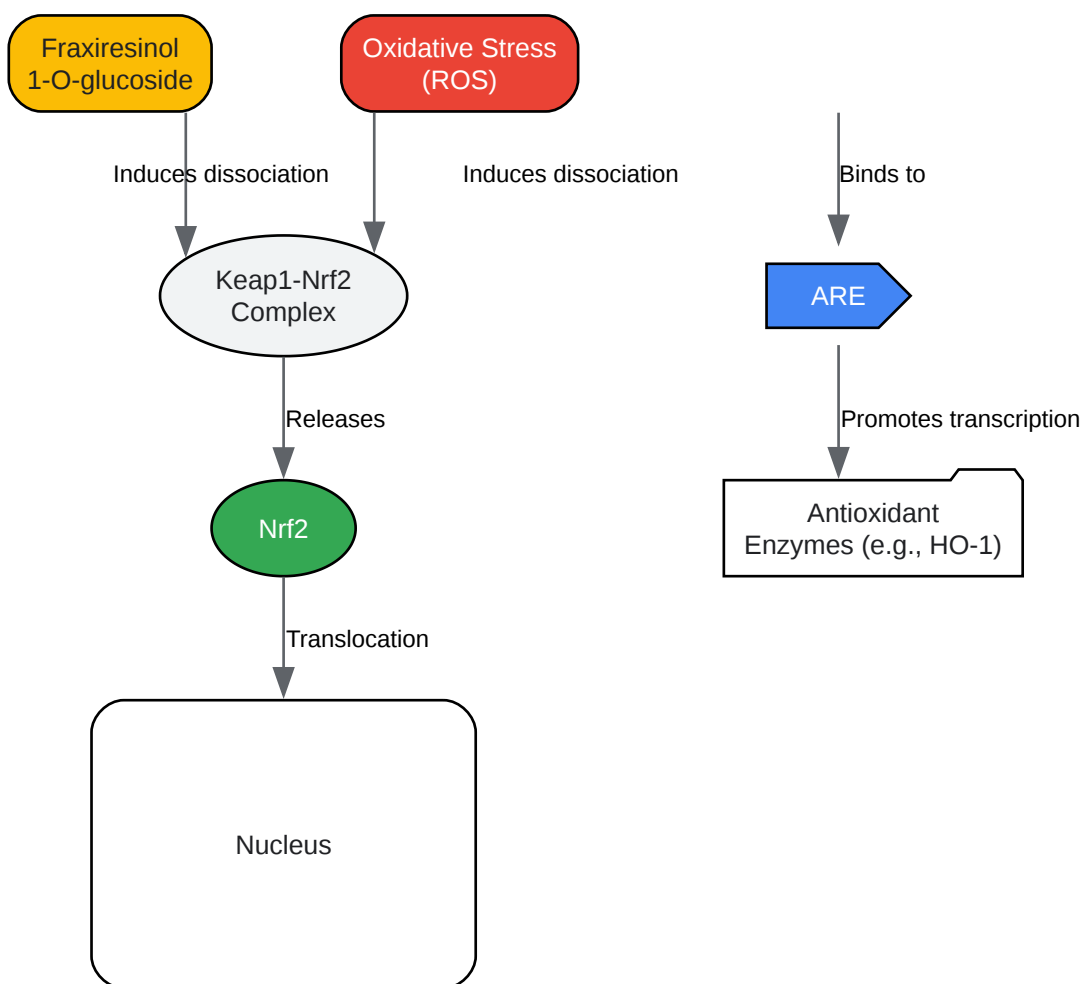 Fraxiresinol
1-O-glucoside
Oxidative Stress
(ROS)
Induces dissociation
Induces dissociation
Binds to
Keap1-Nrf2
Complex
ARE
Releases
Promotes transcription
Nrf2
Antioxidant
Enzymes (e.g., HO-1)
Translocation
Nucleus